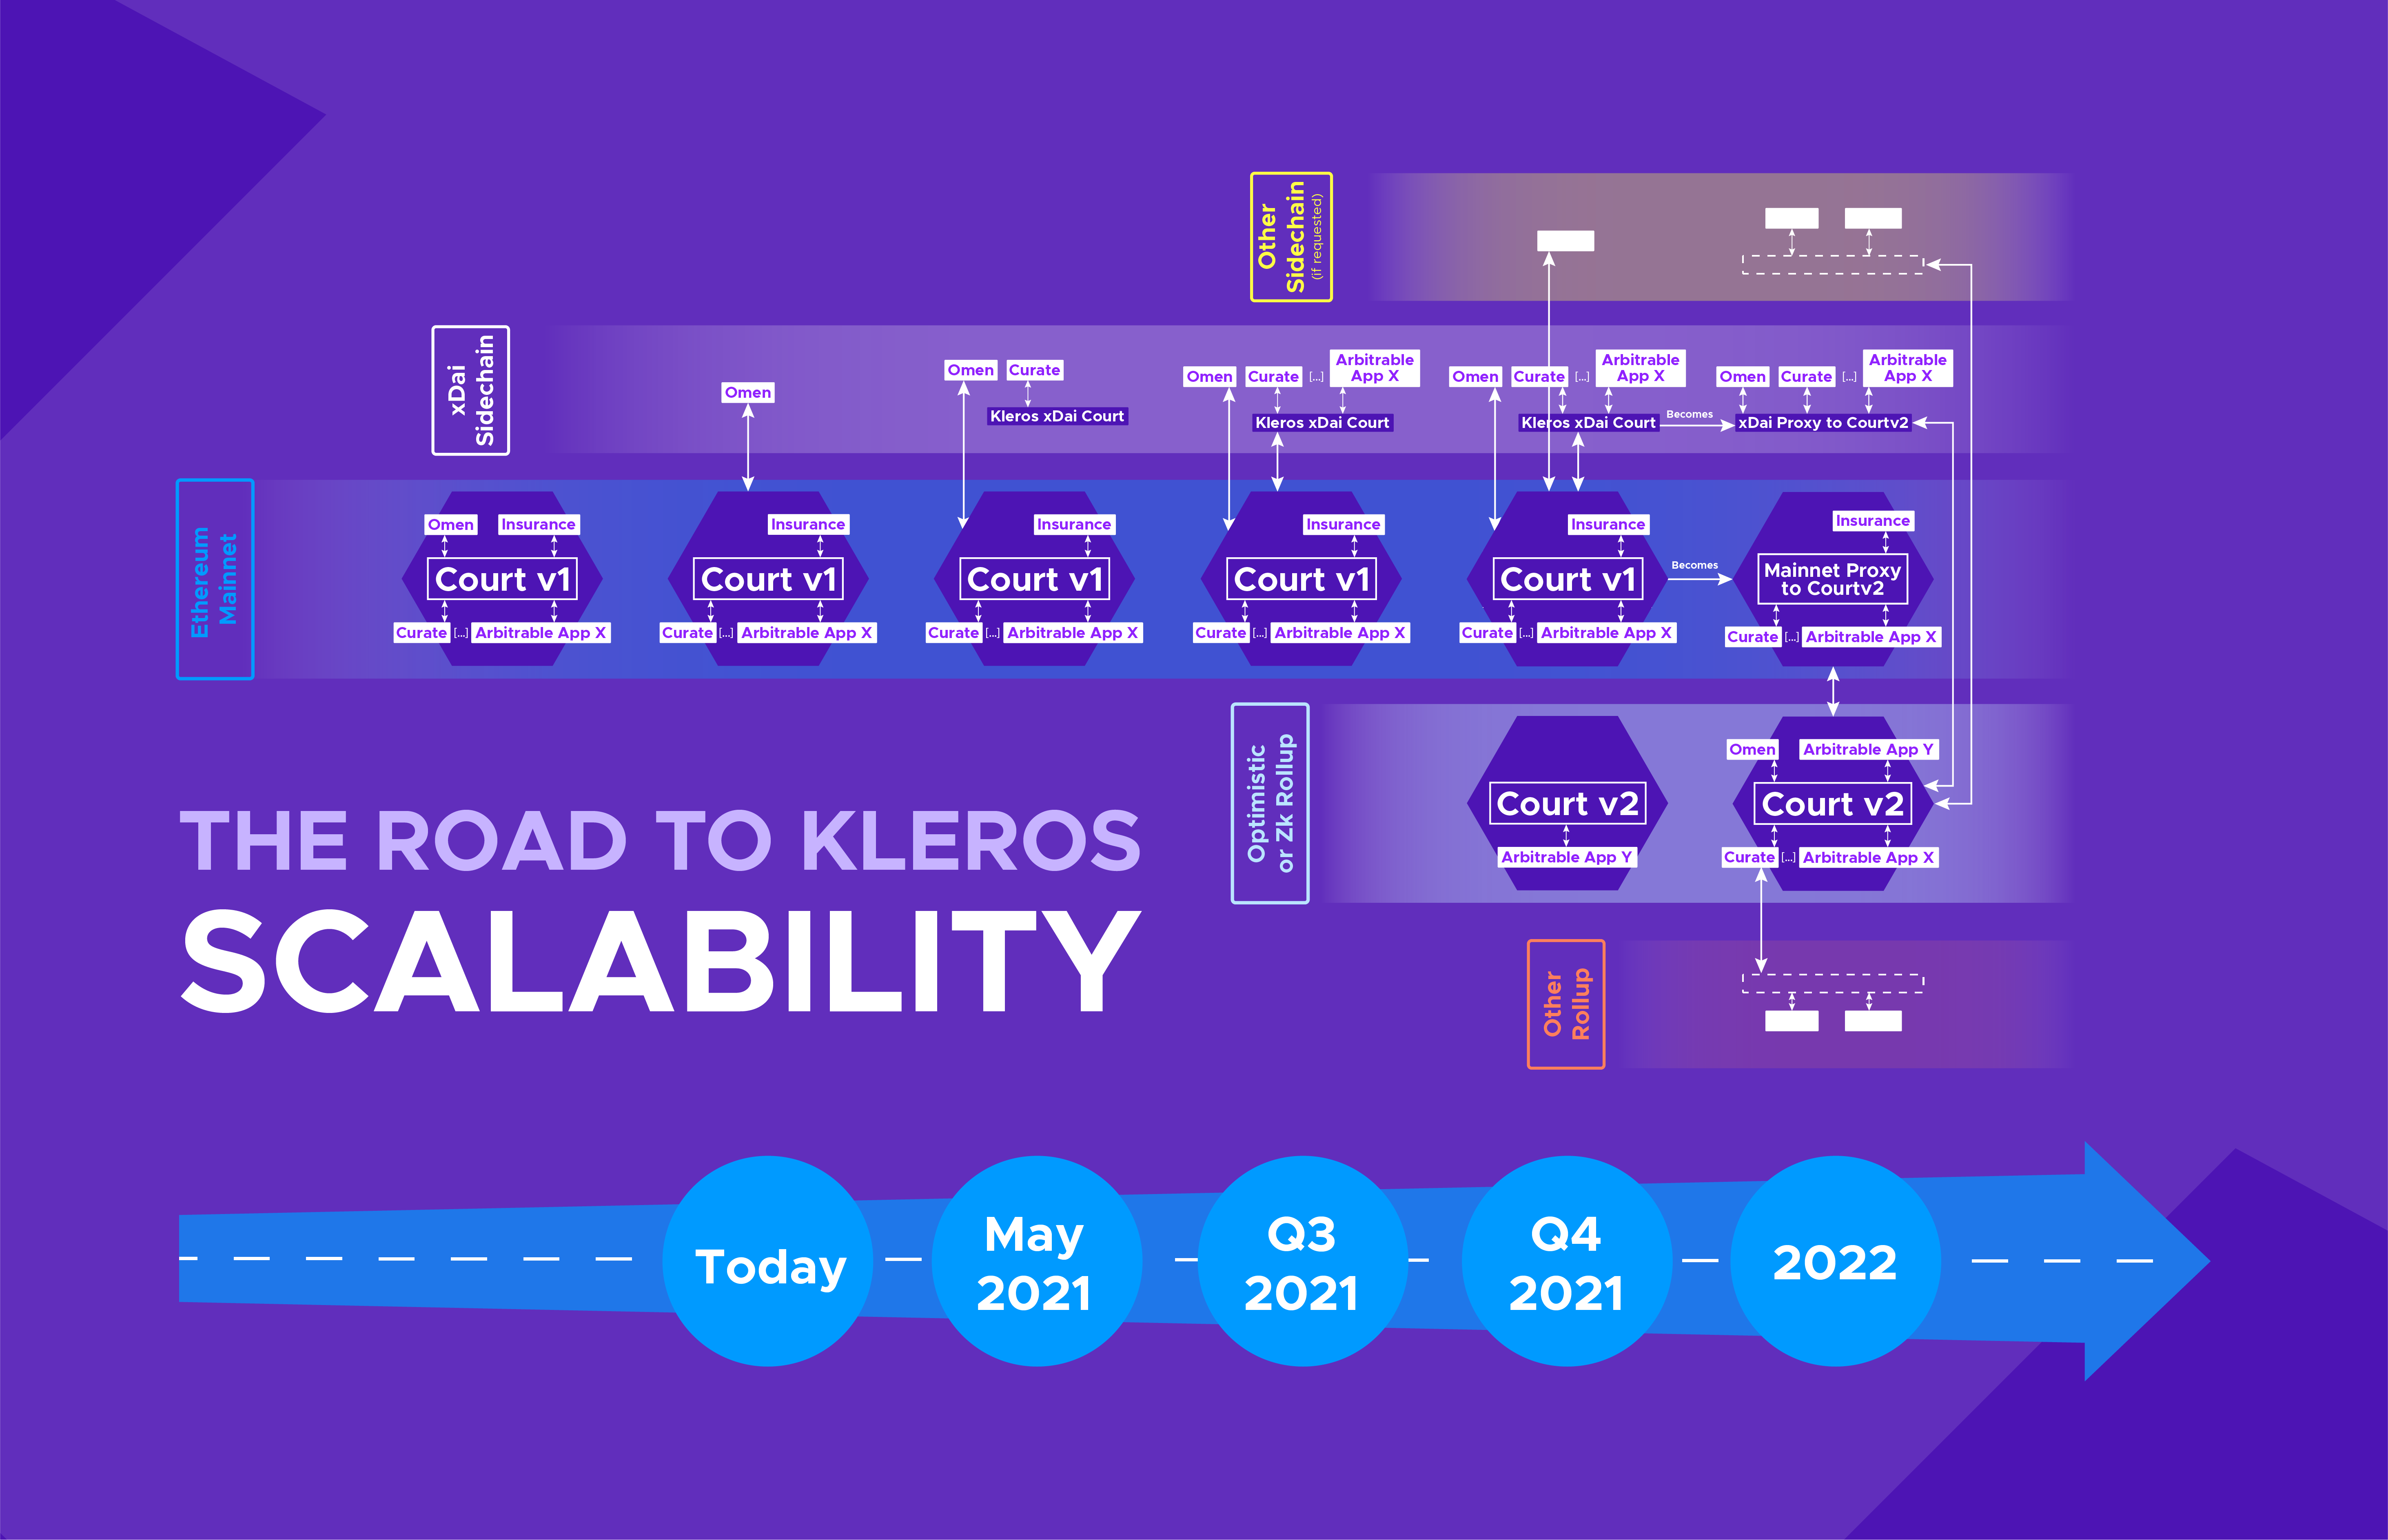 Other
Sidechain
(if requested)
xDai
Sidechain
Omen
Omen
Curate
Kleros xDai Court
Omen
Curate
[...]
Arbitrable
App X
Kleros xDai Court
Omen
Curate
[...]
Arbitrable
App X
Kleros xDai Court
Becomes
Omen
Curate
[...]
Arbitrable
App X
xDai Proxy to Courtv2
Ethereum
Mainnet
Omen
Insurance
Court v1
Curate
[...]
Arbitrable App X
Insurance
Court v1
Curate
[...]
Arbitrable App X
Insurance
Court v1
Curate
[...]
Arbitrable App X
Insurance
Court v1
Curate
[...]
Arbitrable App X
Insurance
Court v1
Curate
[...]
Arbitrable App X
Becomes
Insurance
Mainnet Proxy
to Courtv2
Curate
[...]
Arbitrable App X
Optimistic
or Zk Rollup
Court v2
Arbitrable App Y
Omen
Arbitrable App Y
Court v2
Curate
[...]
Arbitrable App X
Other
Rollup
THE ROAD TO KLEROS
SCALABILITY
Today
May
2021
Q3
2021
Q4
2021
2022